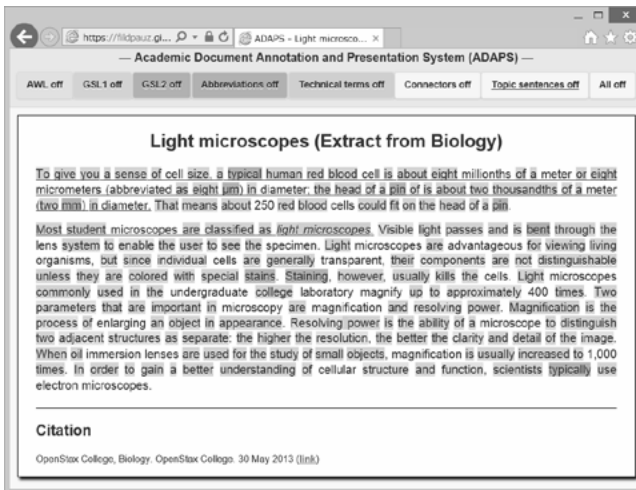 https://fildpauz.gi...
ADAPS - Light microsco...
— Academic Document Annotation and Presentation System (ADAPS) —
AWL off GSL1 off GSL2 off Abbreviations off Technical terms off Connectors off Topic sentences off All off
Light microscopes (Extract from Biology)
To give you a sense of cell size, a typical human red blood cell is about eight millionths of a meter or eight
micrometers (abbreviated as eight μm) in diameter; the head of a pin of is about two thousandths of a meter
(two mm) in diameter. That means about 250 red blood cells could fit on the head of a pin.
Most student microscopes are classified as light microscopes. Visible light passes and is bent through the
lens system to enable the user to see the specimen. Light microscopes are advantageous for viewing living
organisms, but since individual cells are generally transparent, their components are not distinguishable
unless they are colored with special stains. Staining, however, usually kills the cells. Light microscopes
commonly used in the undergraduate college laboratory magnify up to approximately 400 times. Two
parameters that are important in microscopy are magnification and resolving power. Magnification is the
process of enlarging an object in appearance. Resolving power is the ability of a microscope to distinguish
two adjacent structures as separate: the higher the resolution, the better the clarity and detail of the image.
When oil immersion lenses are used for the study of small objects, magnification is usually increased to 1,000
times. In order to gain a better understanding of cellular structure and function, scientists typically use
electron microscopes.
Citation
OpenStax College, Biology. OpenStax College. 30 May 2013 (link)